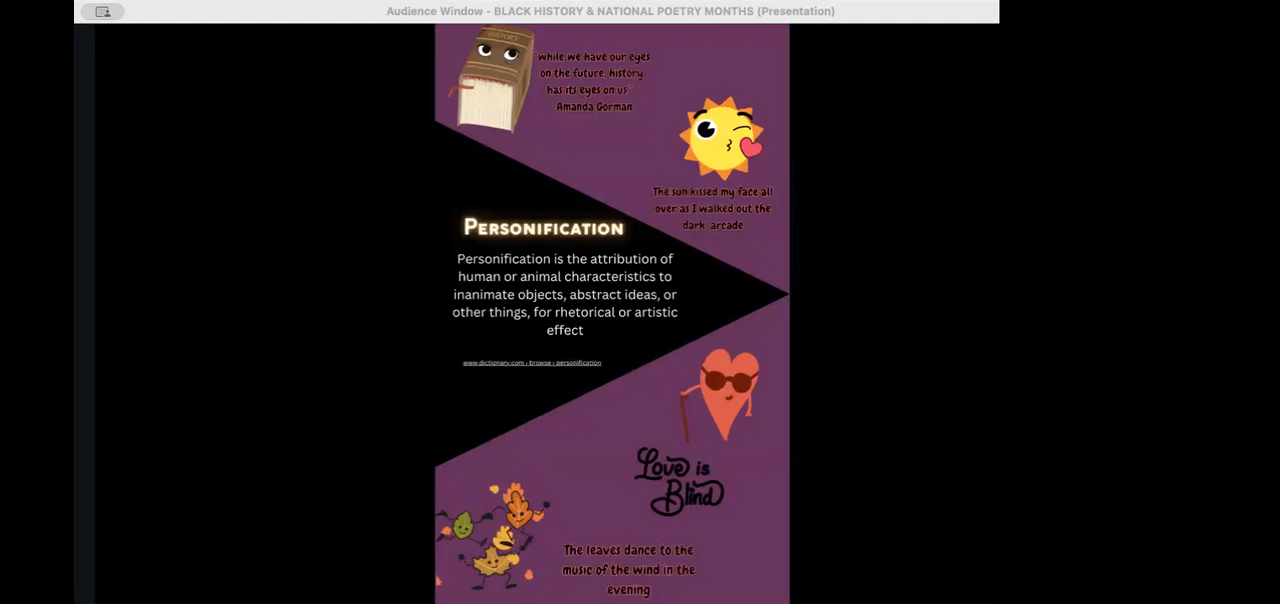 Audience Window - BLACK HISTORY & NATIONAL POETRY MONTHS (Presentation)
HISTORY
"while we have our eyes
on the future, history
has its eyes on us"
Amanda Gorman
The sun kissed my face all
over as I walked out the
dark arcade
PERSONIFICATION
Personification is the attribution of
human or animal characteristics to
inanimate objects, abstract ideas, or
other things, for rhetorical or artistic
effect
www.dictionary.com › browse › personification
Love is
Blind
The leaves dance to the
music of the wind in the
evening